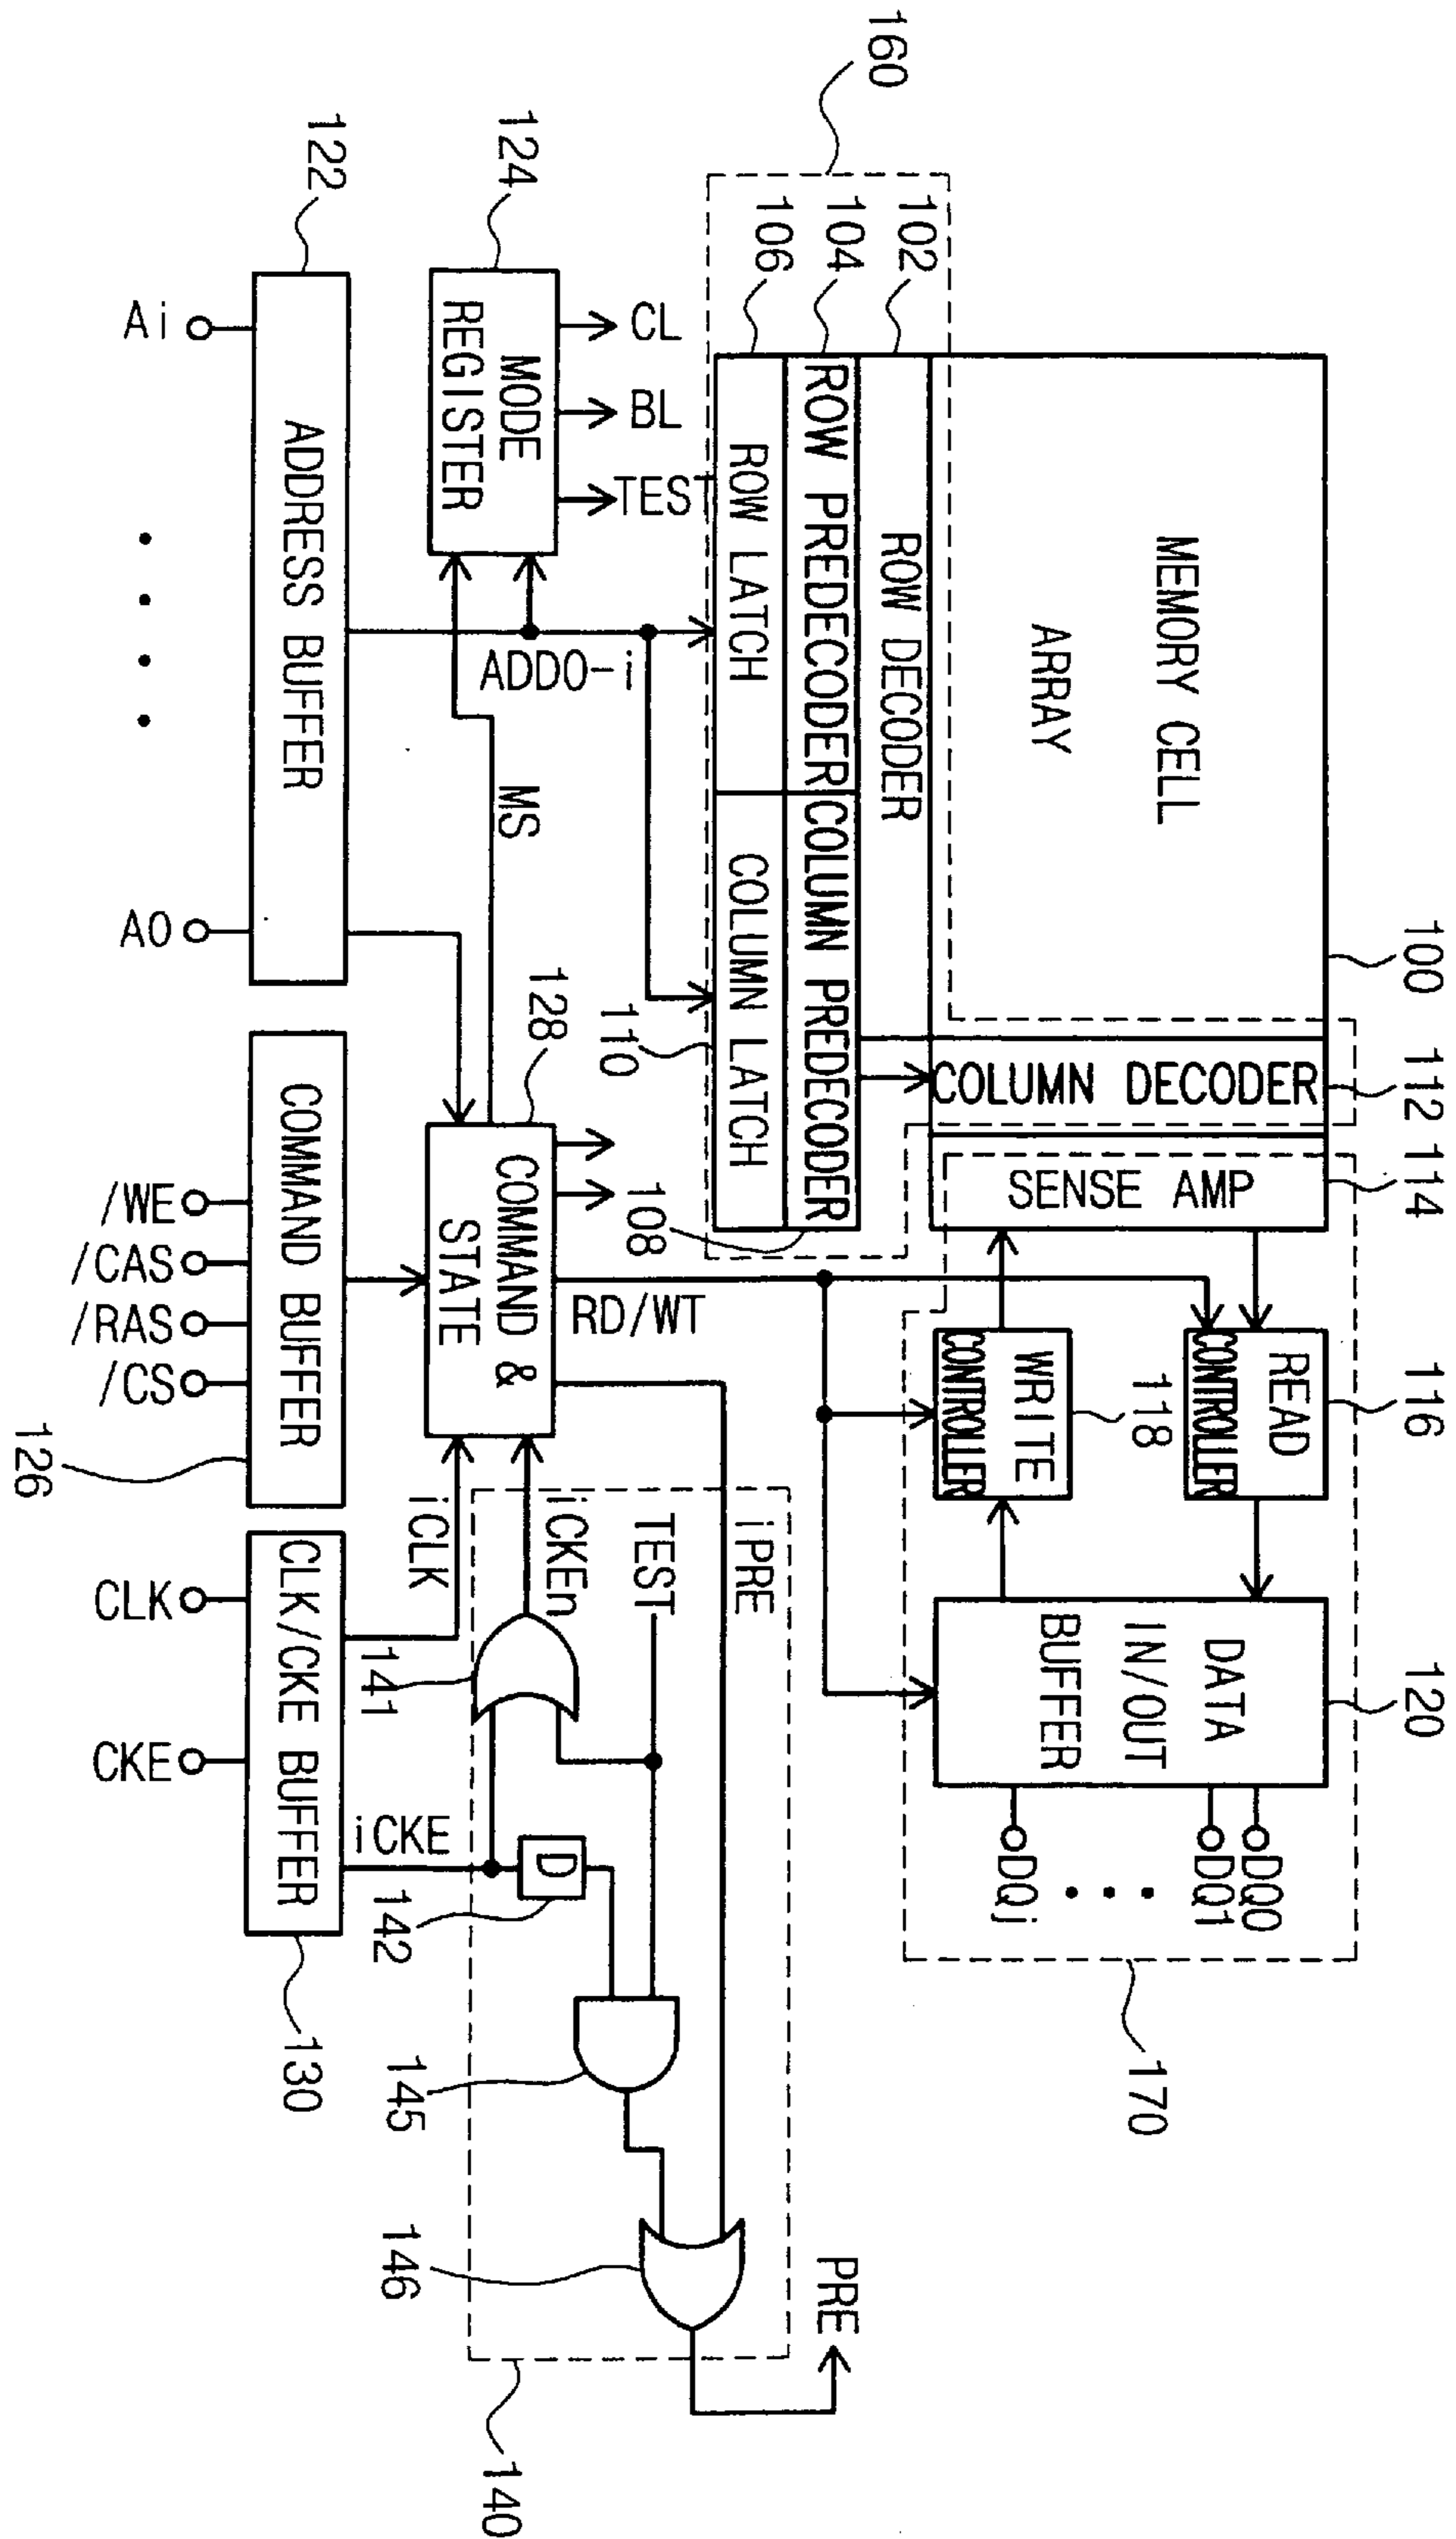 160
102
104
106
124
122
MEMORY CELL
ARRAY
ROW DECODER
ROW PREDECODER
ROW LATCH
COLUMN PREDECODER
COLUMN LATCH
100
COLUMN DECODER
112
SENSE AMP
114
110
108
CL
BL
TEST
MODE
REGISTER
ADD0-i
MS
ADDRESS BUFFER
Ai
A0
128
COMMAND &
STATE
RD/WT
COMMAND BUFFER
/WE
/CAS
/RAS
/CS
126
READ
CONTROLLER
116
WRITE
CONTROLLER
118
DATA
IN/OUT
BUFFER
120
DQ0
DQ1
DQj
170
iPRE
TEST
iCKEn
iCLK
141
CLK/CKE BUFFER
CLK
CKE
iCKE
D
142
130
145
146
PRE
140